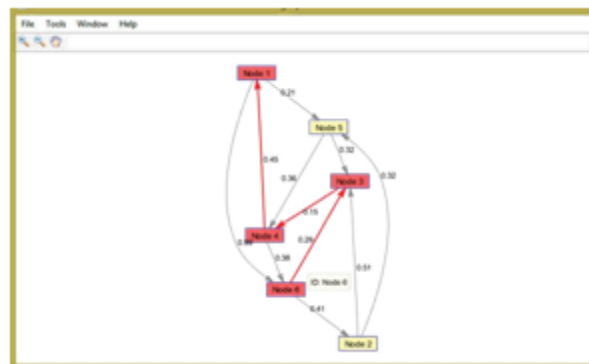 File Tools Window Help
Node 1
0.21
Node 5
0.32
Node 3
0.45
0.36
0.32
0.15
Node 4
0.29
0.38
ID: Node 6
Node 6
0.51
0.41
Node 2